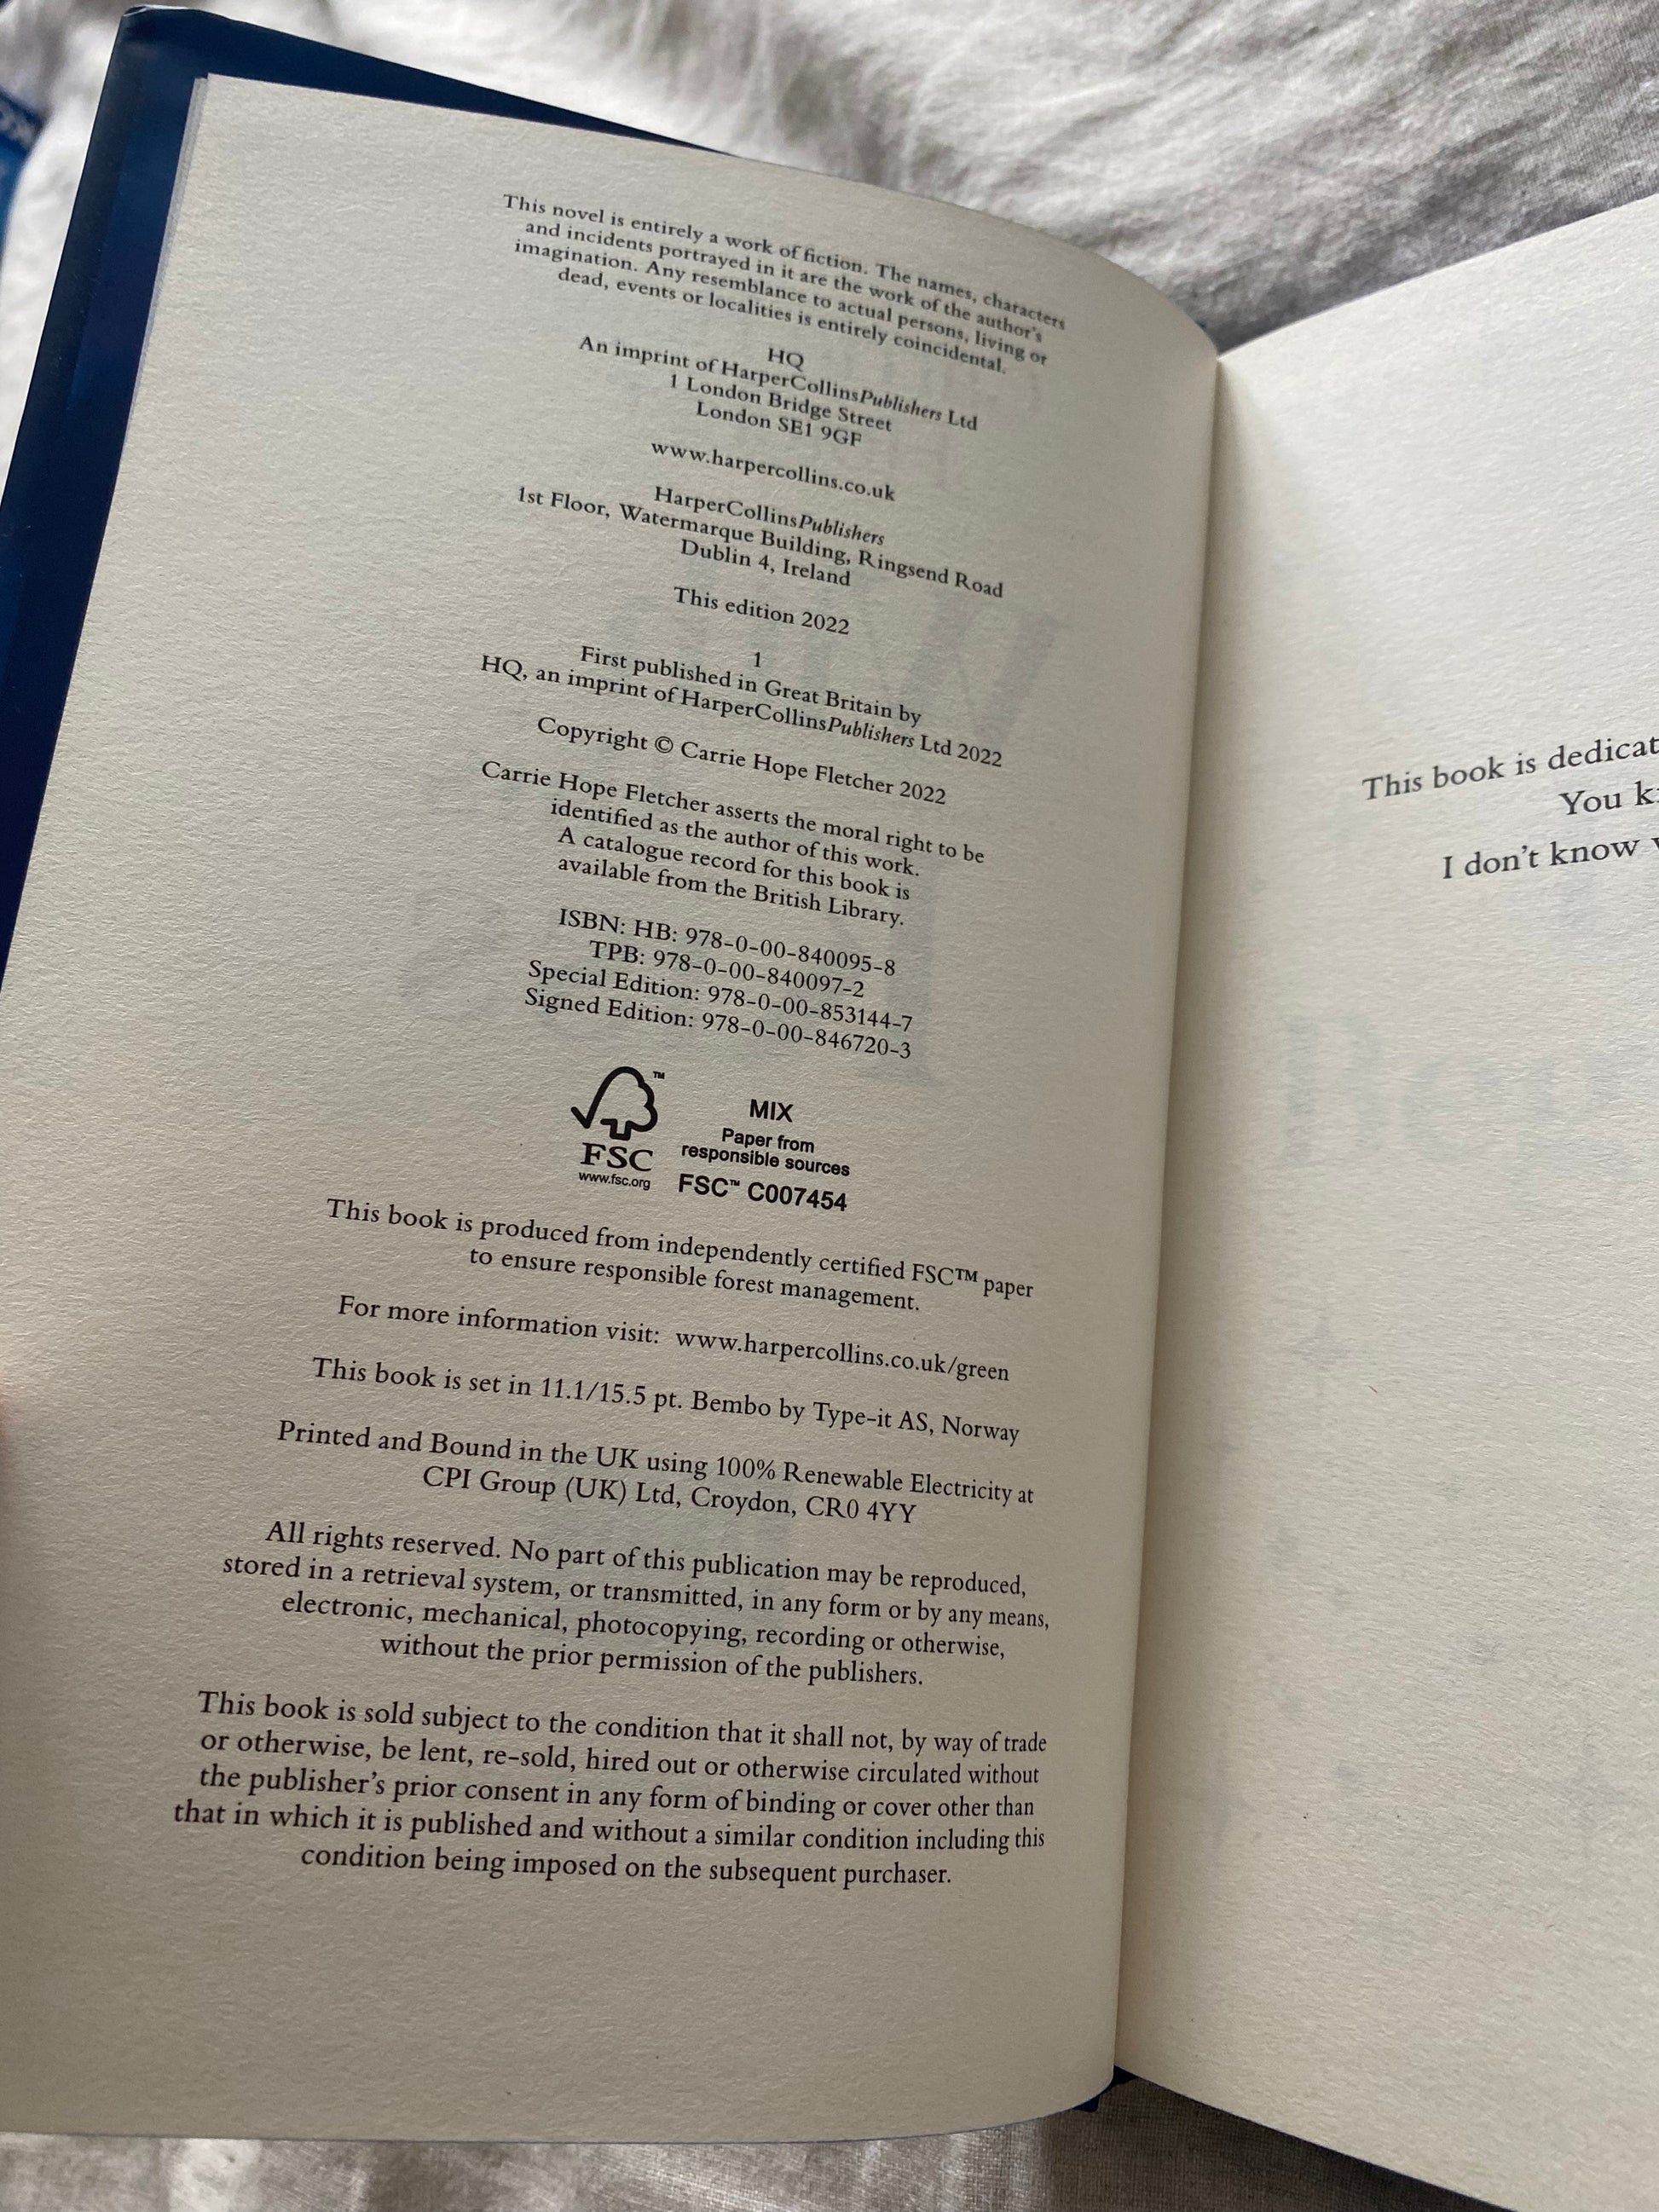 This novel is entirely a work of fiction. The names, characters
and incidents portrayed in it are the work of the author's
imagination. Any resemblance to actual persons, living or
dead, events or localities is entirely coincidental.
HQ
An imprint of HarperCollinsPublishers Ltd
1 London Bridge Street
London SE1 9GF
www.harpercollins.co.uk
HarperCollinsPublishers
1st Floor, Watermarque Building, Ringsend Road
Dublin 4, Ireland
This edition 2022
1
First published in Great Britain by
HQ, an imprint of HarperCollinsPublishers Ltd 2022
Copyright © Carrie Hope Fletcher 2022
Carrie Hope Fletcher asserts the moral right to be
identified as the author of this work.
A catalogue record for this book is
available from the British Library.
ISBN: HB: 978-0-00-840095-8
TPB: 978-0-00-840097-2
Special Edition: 978-0-00-853144-7
Signed Edition: 978-0-00-846720-3
FSC™
www.fsc.org
MIX
Paper from
responsible sources
FSC™ C007454
This book is produced from independently certified FSC™ paper
to ensure responsible forest management.
For more information visit: www.harpercollins.co.uk/green
This book is set in 11.1/15.5 pt. Bembo by Type-it AS, Norway
Printed and Bound in the UK using 100% Renewable Electricity at
CPI Group (UK) Ltd, Croydon, CR0 4YY
All rights reserved. No part of this publication may be reproduced,
stored in a retrieval system, or transmitted, in any form or by any means,
electronic, mechanical, photocopying, recording or otherwise,
without the prior permission of the publishers.
This book is sold subject to the condition that it shall not, by way of trade
or otherwise, be lent, re-sold, hired out or otherwise circulated without
the publisher's prior consent in any form of binding or cover other than
that in which it is published and without a similar condition including this
condition being imposed on the subsequent purchaser.
This book is
You
I don't know